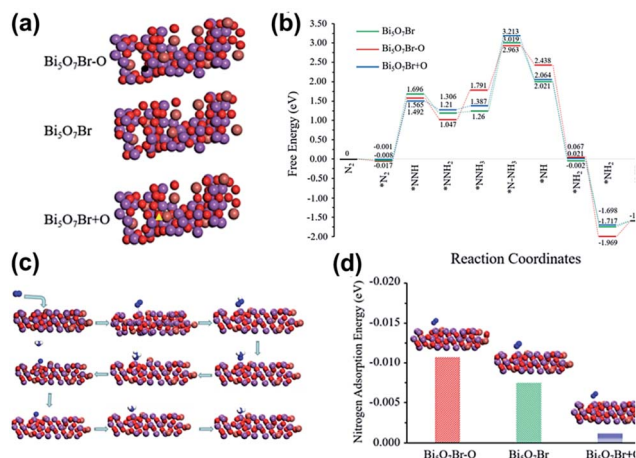 (a)
Bi₅O₇Br-O
Bi₅O₇Br
Bi₅O₇Br+O
(b)
Free Energy (eV)
3.50
3.00
2.50
2.00
1.50
1.00
0.50
0.00
-0.50
-1.00
-1.50
-2.00
Bi₅O₇Br
Bi₅O₇Br-O
Bi₅O₇Br+O
0
-0.001
-0.008
-0.017
1.696
1.565
1.492
1.306
1.21
1.047
1.791
1.387
1.26
3.213
3.019
2.963
2.438
2.064
2.021
0.067
0.021
-0.002
-1.698
-1.717
-1.969
N₂
*N₂
*NNH
*NNH₂
*NNH₃
*N-NH₃
*NH
*NH₂
*NH₂
Reaction Coordinates
(c)
(d)
Nitrogen Adsorption Energy (eV)
-0.020
-0.015
-0.010
-0.005
0.000
Bi₅O₇Br-O
Bi₅O₇Br